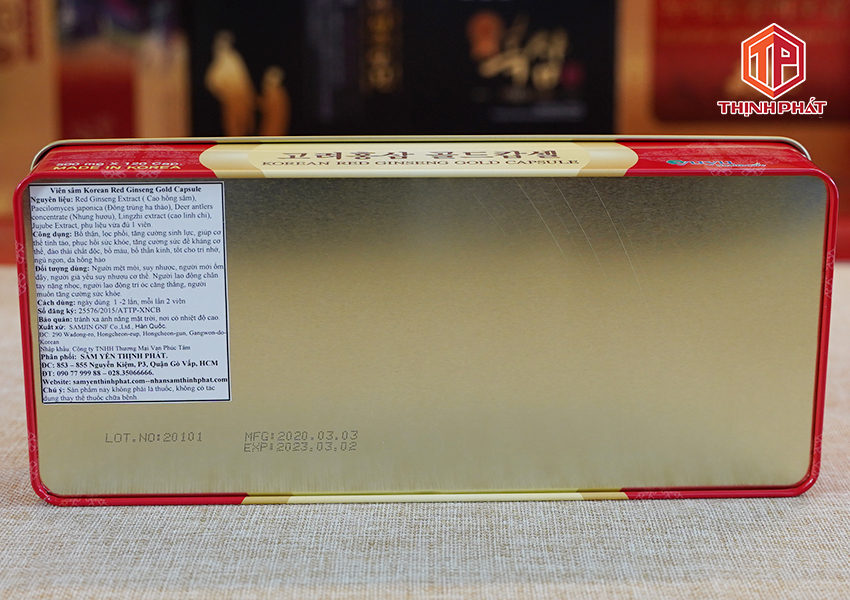 TP
THỊNH PHÁT
500 mg x 120 Cap.
MADE IN KOREA
고려홍삼 골드캅셀
KOREAN RED GINSENG GOLD CAPSULE
Viên sâm Korean Red Ginseng Gold Capsule
Nguyên liệu: Red Ginseng Extract ( Cao hồng sâm),
Paecilomyces japonica (Đông trùng hạ thảo), Deer antlers
concentrate (Nhung hươu), Lingzhi extract (cao linh chi),
Jujube Extract, phụ liệu vừa đủ 1 viên
Công dụng: Bổ thận, lọc phổi, tăng cường sinh lực, giúp cơ
thể tinh táo, phục hồi sức khỏe, tăng cường sức đề kháng cơ
thể, đào thải chất độc, bổ máu, bổ thần kinh, tốt cho trí nhớ,
ngủ ngon, da hồng hào
Đối tượng dùng: Người mệt mỏi, suy nhược, người mới ốm
dậy, người già yếu suy nhược cơ thể. Người lao động chân
tay nặng nhọc, người lao động trí óc căng thẳng, người
muốn tăng cường sức khỏe.
Cách dùng: ngày dùng 1 -2 lần, mỗi lần 2 viên
Số đăng ký: 25576/2015/ATTP-XNCB
Bảo quản: tránh xa ánh nắng mặt trời, nơi có nhiệt độ cao.
Xuất xứ: SAMJIN GNF Co.,Ltd., Hàn Quốc.
ĐC: 290 Wadong-ro, Hongcheon-eup, Hongcheon-gun, Gangwon-do-
Korean
Nhập khẩu: Công ty TNHH Thương Mại Vạn Phúc Tâm
Phân phối: SÂM YẾN THỊNH PHÁT.
ĐC: 853 – 855 Nguyễn Kiệm, P3, Quận Gò Vấp, HCM
ĐT: 090 77 999 88 – 028.35066666.
Website: samyenthinhphat.com--nhansamthinhphat.com
Chú ý: Sản phẩm này không phải là thuốc, không có tác
dụng thay thế thuốc chữa bệnh
LOT.NO:20101
MFG:2020.03.03
EXP:2023.03.02